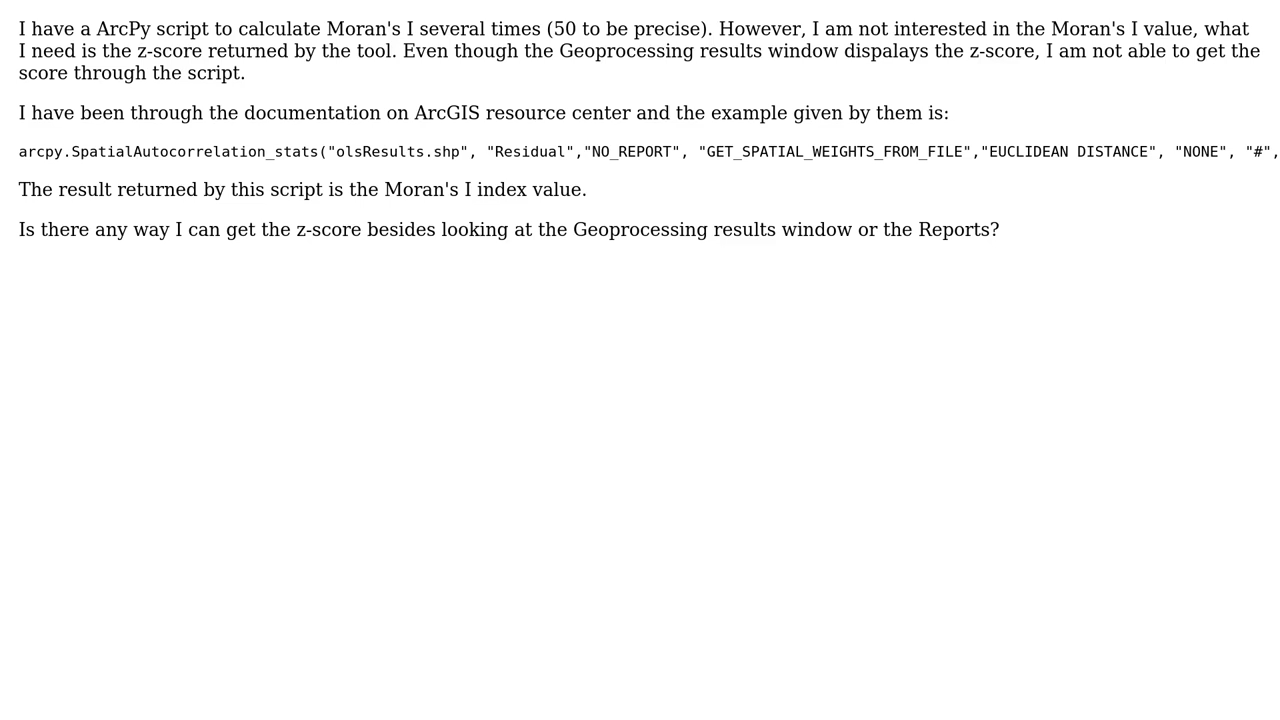 I have a ArcPy script to calculate Moran's I several times (50 to be precise). However, I am not interested in the Moran's I value, what
I need is the z-score returned by the tool. Even though the Geoprocessing results window dispalays the z-score, I am not able to get the
score through the script.
I have been through the documentation on ArcGIS resource center and the example given by them is:
arcpy.SpatialAutocorrelation_stats("olsResults.shp", "Residual","NO_REPORT", "GET_SPATIAL_WEIGHTS_FROM_FILE","EUCLIDEAN DISTANCE", "NONE", "#",
The result returned by this script is the Moran's I index value.
Is there any way I can get the z-score besides looking at the Geoprocessing results window or the Reports?